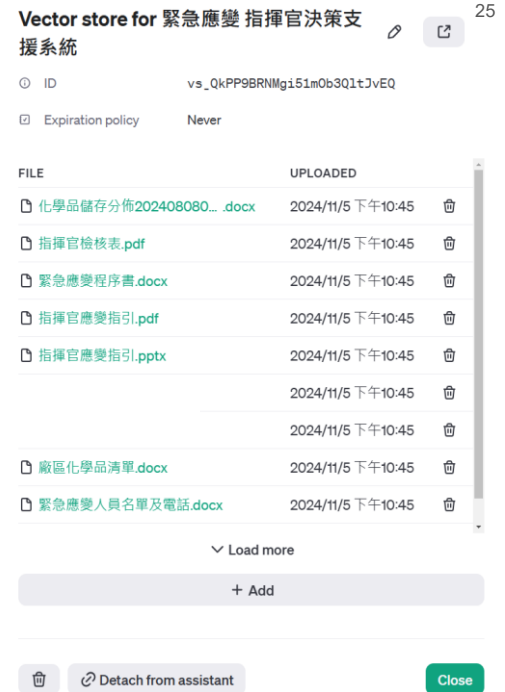 25
Vector store for 緊急應變 指揮官決策支
援系統
ID vs_QkPP9BRNMgi51mOb3QltJvEQ
Expiration policy Never
FILE UPLOADED
化學品儲存分佈202408080... .docx 2024/11/5 下午10:45
指揮官檢核表.pdf 2024/11/5 下午10:45
緊急應變程序書.docx 2024/11/5 下午10:45
指揮官應變指引.pdf 2024/11/5 下午10:45
指揮官應變指引.pptx 2024/11/5 下午10:45
2024/11/5 下午10:45
2024/11/5 下午10:45
廠區化學品清單.docx 2024/11/5 下午10:45
緊急應變人員名單及電話.docx 2024/11/5 下午10:45
Load more
+ Add
Detach from assistant Close